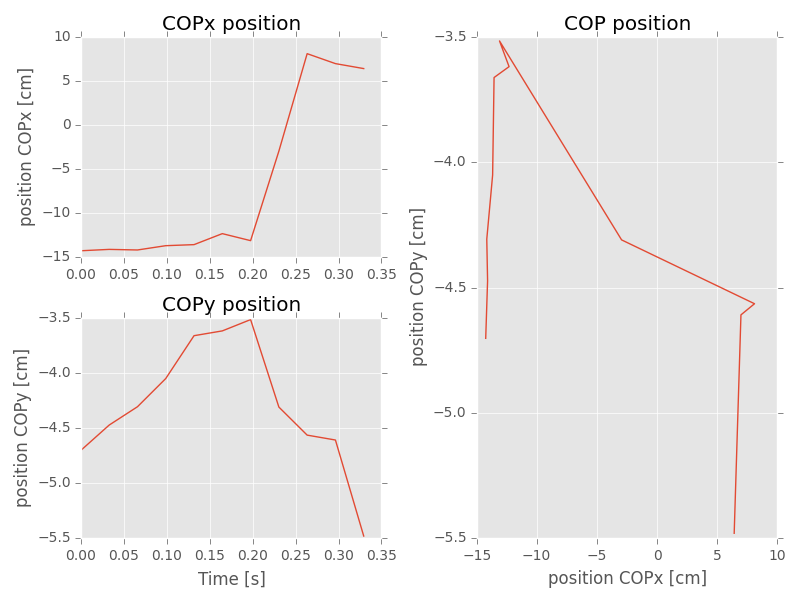 COPx position
position COPx [cm]
10
5
0
−5
−10
−15
0.00 0.05 0.10 0.15 0.20 0.25 0.30 0.35
COPy position
position COPy [cm]
−3.5
−4.0
−4.5
−5.0
−5.5
0.00 0.05 0.10 0.15 0.20 0.25 0.30 0.35
Time [s]
COP position
position COPy [cm]
−3.5
−4.0
−4.5
−5.0
−5.5
−15 −10 −5 0 5 10
position COPx [cm]